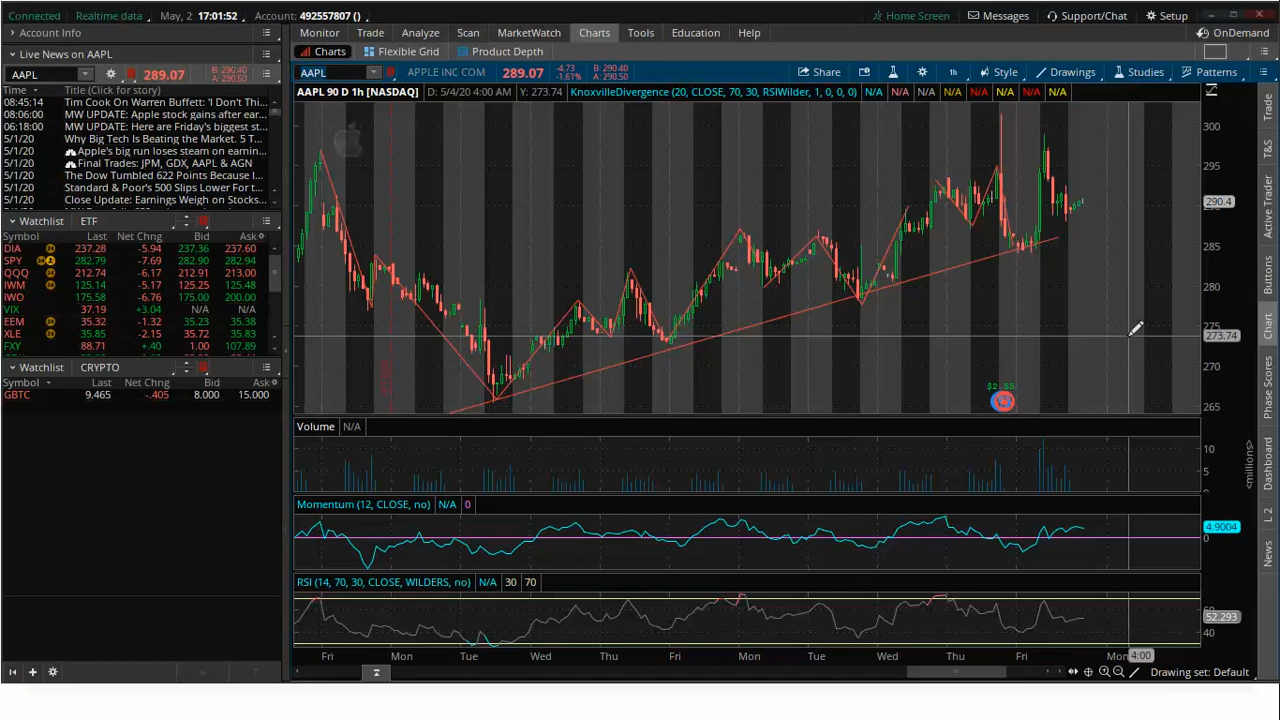 Connected Realtime data May, 2 17:01:52 Account: 492557807 () Home Screen Messages Support/Chat Setup
Account Info
Monitor Trade Analyze Scan MarketWatch Charts Tools Education Help OnDemand
Live News on AAPL
Charts Flexible Grid Product Depth
AAPL 289.07 B: 290.40 A: 290.50
AAPL APPLE INC COM 289.07 -4.73 -1.61% B: 290.40 A: 290.50 Share 1h Style Drawings Studies Patterns
Time Title (Click for story)
AAPL 90 D 1h [NASDAQ] D: 5/4/20 4:00 AM Y: 273.74 KnoxvilleDivergence (20, CLOSE, 70, 30, RSIWilder, 1, 0, 0, 0) N/A N/A N/A N/A N/A N/A N/A N/A
08:45:14 Tim Cook On Warren Buffett: 'I Don't Thi...
08:06:00 MW UPDATE: Apple stock gains after ear...
06:18:00 MW UPDATE: Here are Friday's biggest st...
5/1/20 Why Big Tech Is Beating the Market. 5 T...
5/1/20 Apple's big run loses steam on earnin...
5/1/20 Final Trades: JPM, GDX, AAPL & AGN
5/1/20 The Dow Tumbled 622 Points Because I...
5/1/20 Standard & Poor's 500 Slips Lower For t...
5/1/20 Close Update: Earnings Weigh on Stocks...
Watchlist ETF
Symbol Last Net Chng Bid Ask
DIA 237.28 -5.94 237.36 237.60
SPY 282.79 -7.69 282.90 282.94
QQQ 212.74 -6.17 212.91 213.00
IWM 125.14 -5.17 125.25 125.48
IWO 175.58 -6.76 175.00 200.00
VIX 37.19 +3.04 N/A N/A
EEM 35.32 -1.32 35.23 35.38
XLE 35.85 -2.15 35.72 35.83
FXY 88.71 +.40 1.00 107.89
Watchlist CRYPTO
Symbol Last Net Chng Bid Ask
GBTC 9.465 -.405 8.000 15.000
300
295
290.4
285
280
275
273.74
270
265
Volume N/A
10
5
0
<millions>
Momentum (12, CLOSE, no) N/A 0
4.9004
0
RSI (14, 70, 30, CLOSE, WILDERS, no) N/A 30 70
52.293
40
Fri Mon Tue Wed Thu Fri Mon Tue Wed Thu Fri Mon 4:00
Drawing set: Default
Trade
T&S
Active Trader
Buttons
Chart
Phase Scores
Dashboard
L 2
News